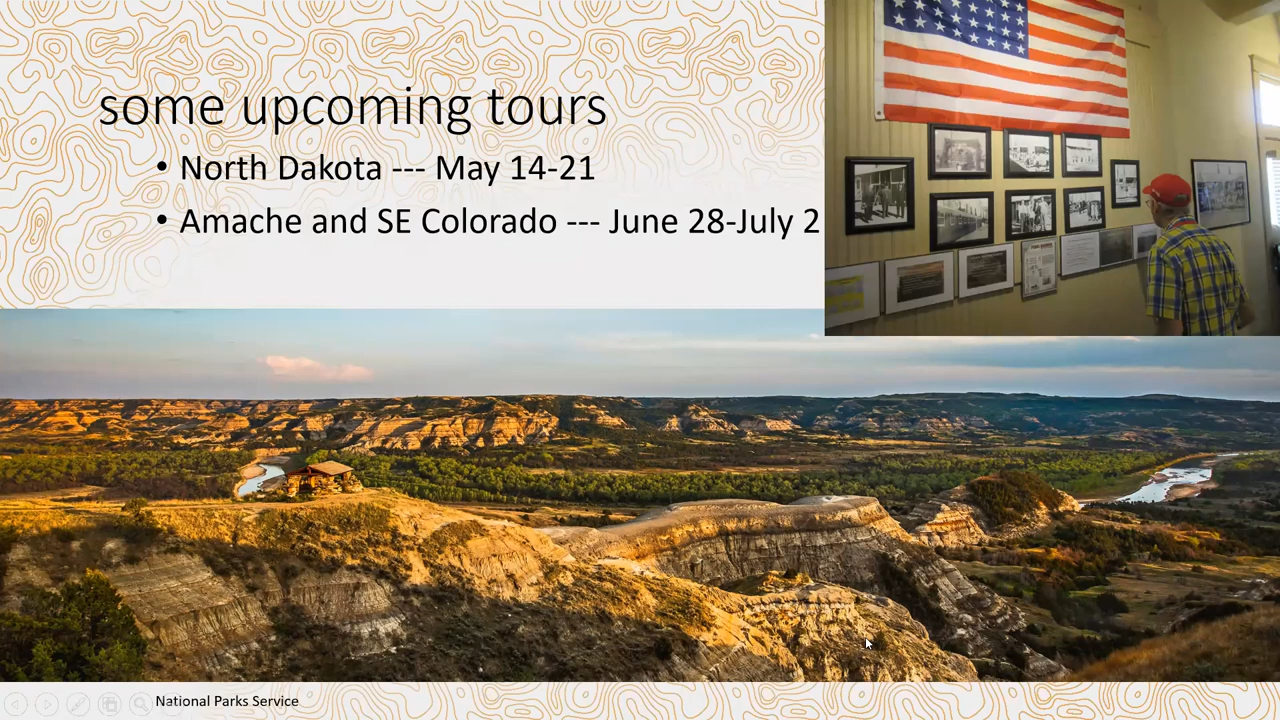 some upcoming tours
• North Dakota --- May 14-21
• Amache and SE Colorado --- June 28-July 2
National Parks Service